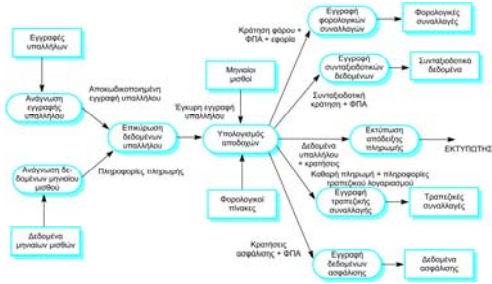 Εγγραφές
υπαλλήλων
Ανάγνωση
εγγραφής
υπαλλήλου
Αποκωδικοποιημένη
εγγραφή υπαλλήλου
Ανάγνωση δε-
δομένων μηνιαίου
μισθού
Δεδομένα
μηνιαίων μισθών
Πληροφορίες πληρωμής
Επικύρωση
δεδομένων
υπαλλήλου
Έγκυρη εγγραφή
υπαλλήλου
Μηνιαίοι
μισθοί
Υπολογισμός
αποδοχών
Φορολογικοί
πίνακες
Κράτηση φόρου +
ΦΠΑ + εφορία
Εγγραφή
φορολογικών
συναλλαγών
Φορολογικές
συναλλαγές
Συνταξιοδοτική
κράτηση + ΦΠΑ
Εγγραφή
συνταξιοδοτικών
δεδομένων
Συνταξιοδοτικά
δεδομένα
Δεδομένα
υπαλλήλου
+ κρατήσεις
Εκτύπωση
απόδειξης
πληρωμής
ΕΚΤΥΠΩΤΗΣ
Καθαρή πληρωμή + πληροφορίες
τραπεζικού λογαριασμού
Εγγραφή
τραπεζικής
συναλλαγής
Τραπεζικές
συναλλαγές
Κρατήσεις
ασφάλισης + ΦΠΑ
Εγγραφή
δεδομένων
ασφάλισης
Δεδομένα
ασφάλισης